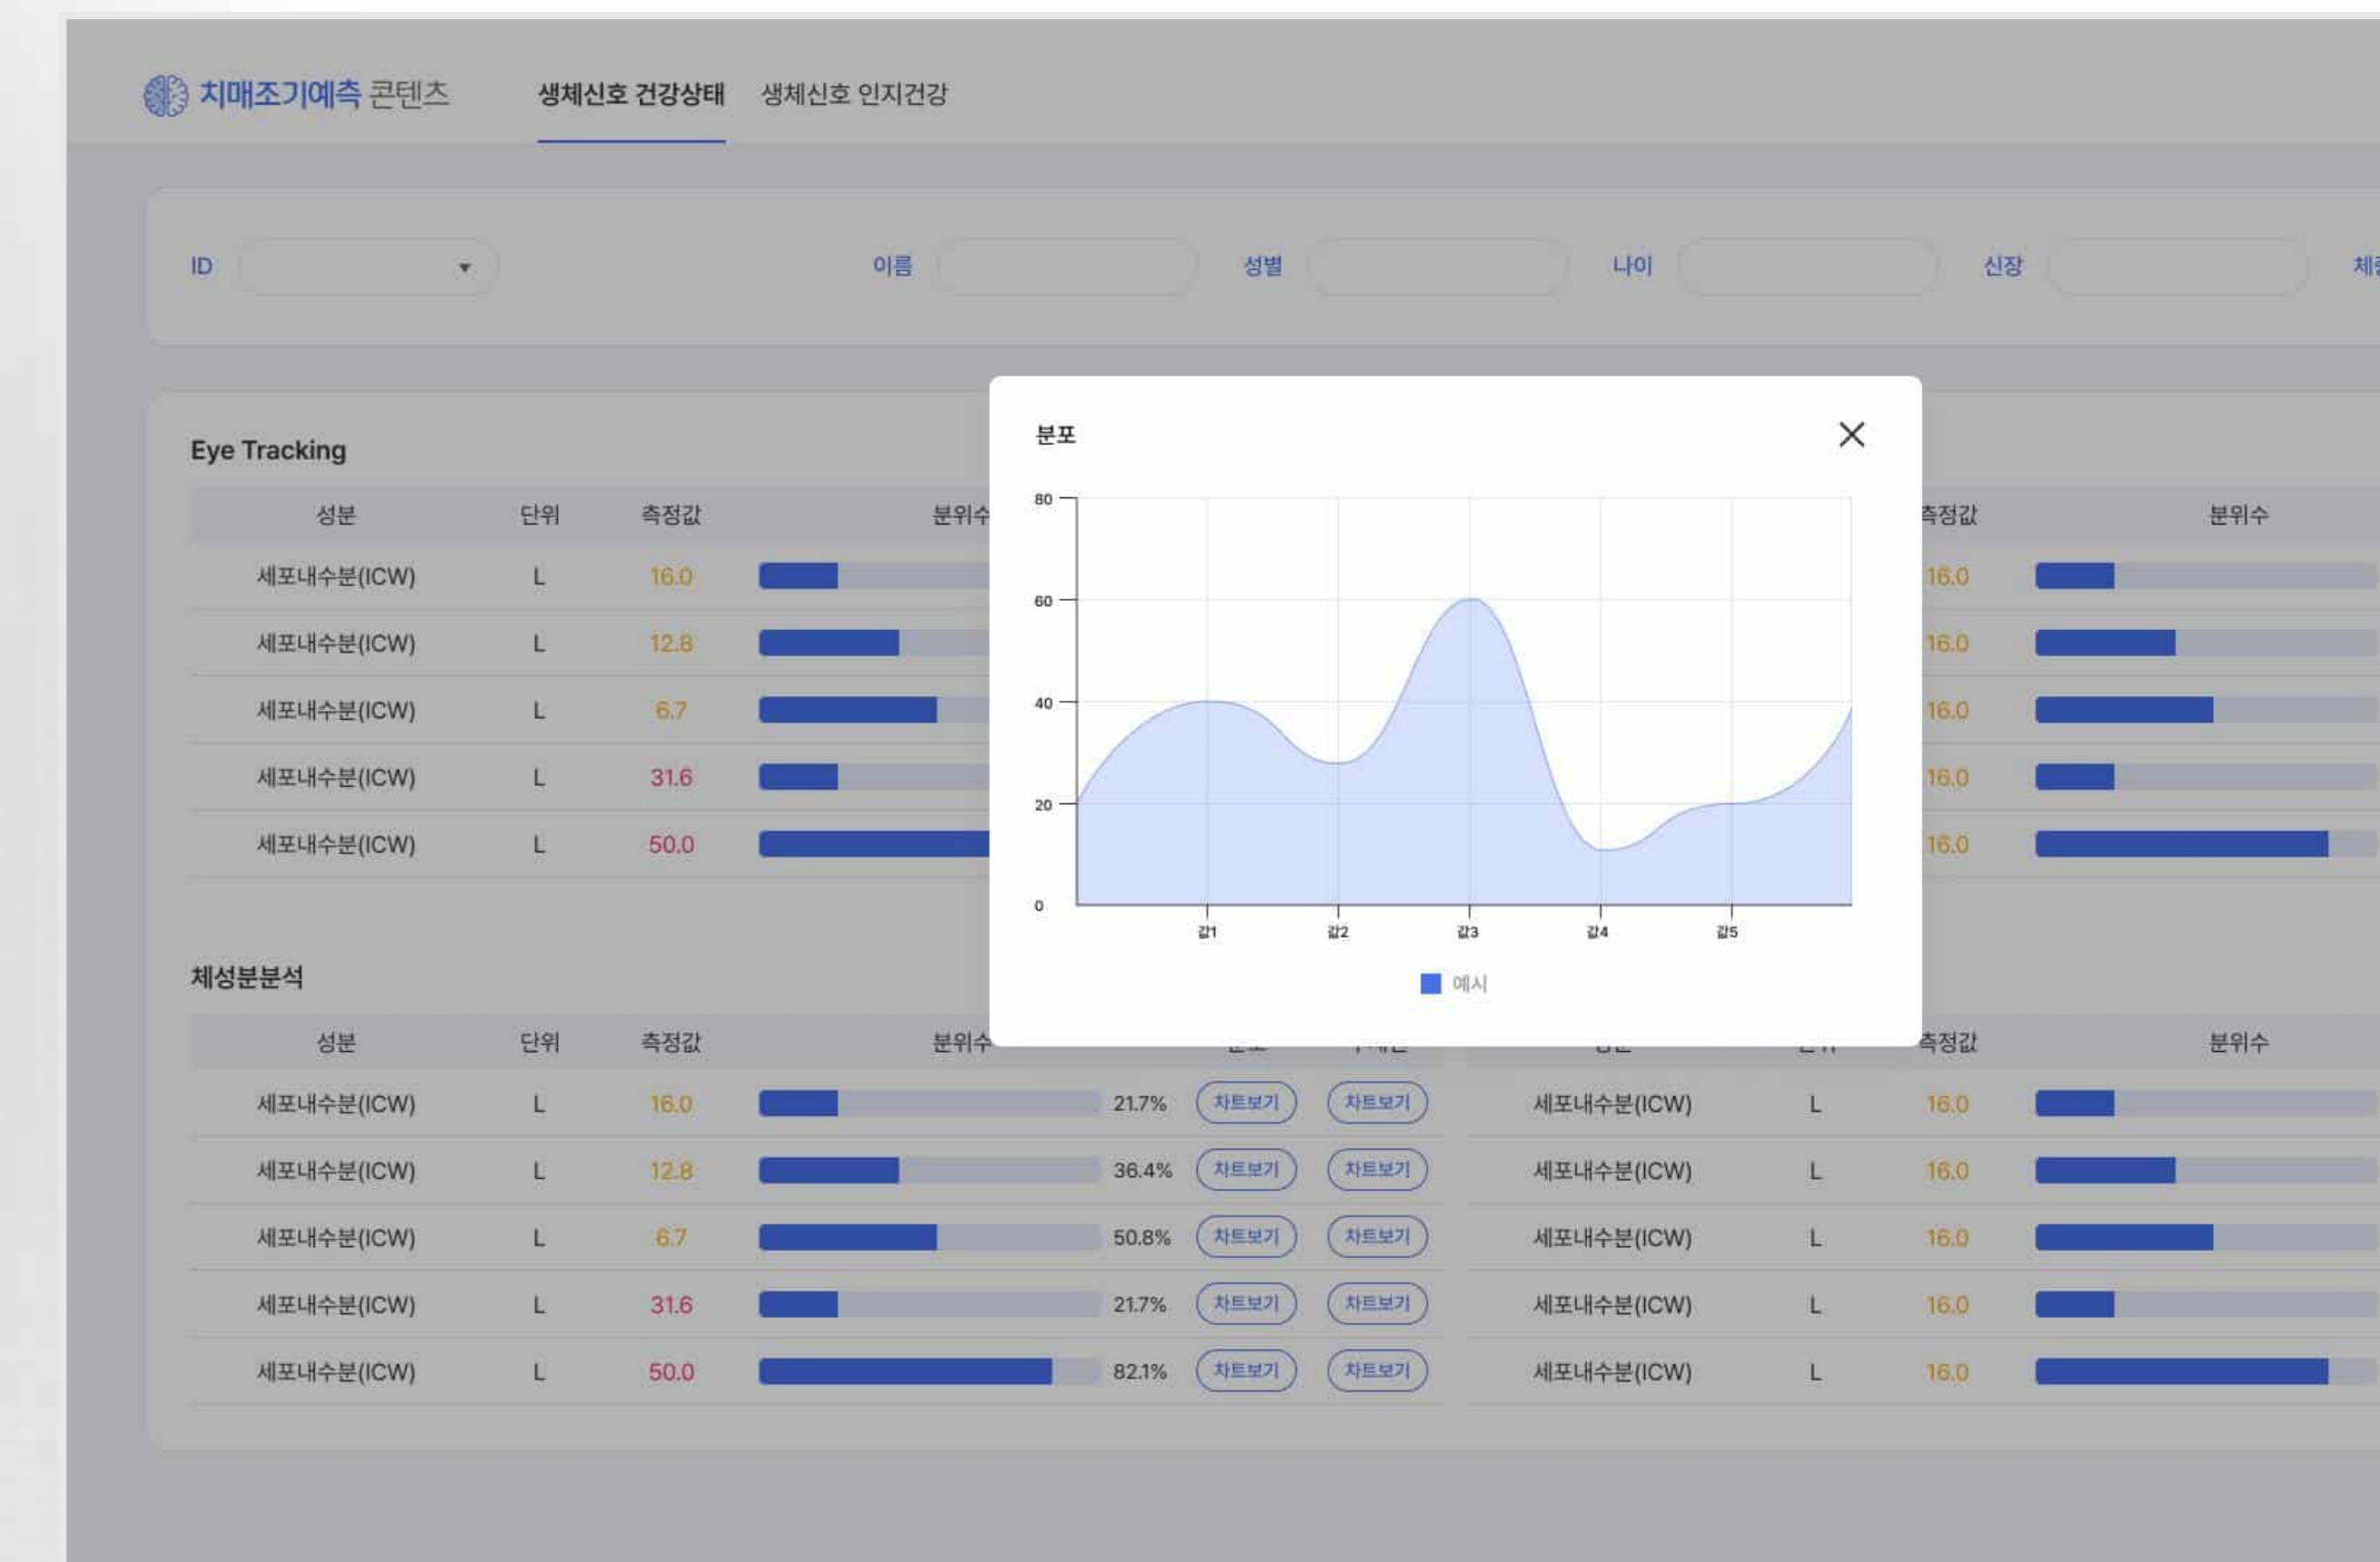 치매조기예측 콘텐츠 생체신호 건강상태 생체신호 인지건강
ID 이름 성별 나이 신장
Eye Tracking
성분 단위 측정값 분위수
세포내수분(ICW) L 16.0
세포내수분(ICW) L 12.8
세포내수분(ICW) L 6.7
세포내수분(ICW) L 31.6
세포내수분(ICW) L 50.0
분포
80
60
40
20
0
값1 값2 값3 값4 값5
예시
측정값 분위수
16.0
16.0
16.0
16.0
16.0
체성분분석
성분 단위 측정값 분위수 측정값 분위수
세포내수분(ICW) L 16.0 21.7% 차트보기 차트보기 세포내수분(ICW) L 16.0
세포내수분(ICW) L 12.8 36.4% 차트보기 차트보기 세포내수분(ICW) L 16.0
세포내수분(ICW) L 6.7 50.8% 차트보기 차트보기 세포내수분(ICW) L 16.0
세포내수분(ICW) L 31.6 21.7% 차트보기 차트보기 세포내수분(ICW) L 16.0
세포내수분(ICW) L 50.0 82.1% 차트보기 차트보기 세포내수분(ICW) L 16.0